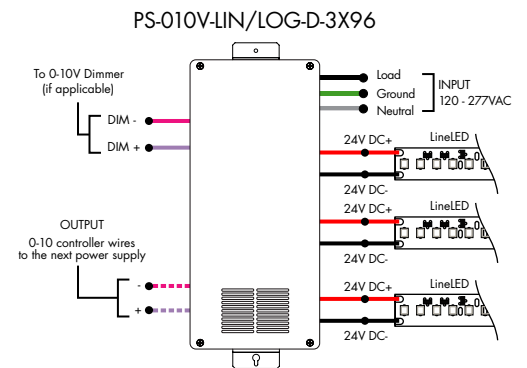 PS-010V-LIN/LOG-D-3X96
To 0-10V Dimmer
(if applicable)
DIM -
DIM +
OUTPUT
0-10 controller wires
to the next power supply
-
+
Load
Ground
Neutral
INPUT
120 - 277VAC
24V DC+
LineLED
24V DC-
24V DC+
LineLED
24V DC-
24V DC+
LineLED
24V DC-